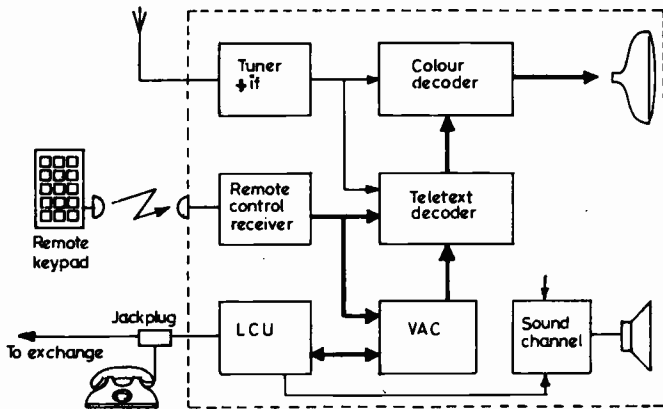 Tuner
+ if
Colour
decoder
Remote
control
receiver
Teletext
decoder
Remote
keypad
Jackplug
To exchange
LCU
VAC
Sound
channel